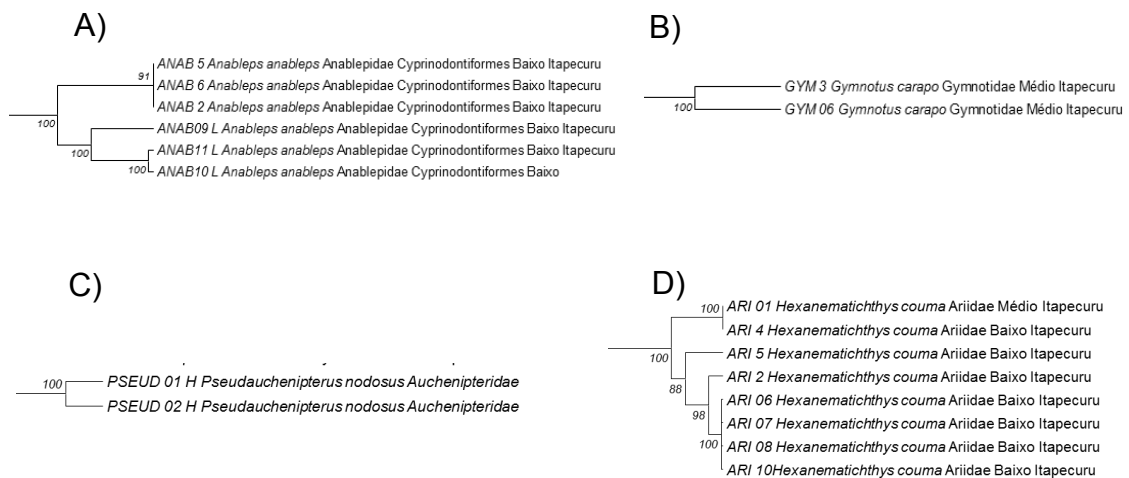 A)
91
ANAB 5 Anableps anableps Anablepidae Cyprinodontiformes Baixo Itapecuru
ANAB 6 Anableps anableps Anablepidae Cyprinodontiformes Baixo Itapecuru
ANAB 2 Anableps anableps Anablepidae Cyprinodontiformes Baixo Itapecuru
100
ANAB09 L Anableps anableps Anablepidae Cyprinodontiformes Baixo Itapecuru
100
ANAB11 L Anableps anableps Anablepidae Cyprinodontiformes Baixo Itapecuru
100
ANAB10 L Anableps anableps Anablepidae Cyprinodontiformes Baixo
B)
GYM 3 Gymnotus carapo Gymnotidae Médio Itapecuru
100
GYM 06 Gymnotus carapo Gymnotidae Médio Itapecuru
C)
100
PSEUD 01 H Pseudauchenipterus nodosus Auchenipteridae
PSEUD 02 H Pseudauchenipterus nodosus Auchenipteridae
D)
100
ARI 01 Hexanematichthys couma Ariidae Médio Itapecuru
ARI 4 Hexanematichthys couma Ariidae Baixo Itapecuru
100
ARI 5 Hexanematichthys couma Ariidae Baixo Itapecuru
88
ARI 2 Hexanematichthys couma Ariidae Baixo Itapecuru
98
ARI 06 Hexanematichthys couma Ariidae Baixo Itapecuru
ARI 07 Hexanematichthys couma Ariidae Baixo Itapecuru
100
ARI 08 Hexanematichthys couma Ariidae Baixo Itapecuru
ARI 10Hexanematichthys couma Ariidae Baixo Itapecuru